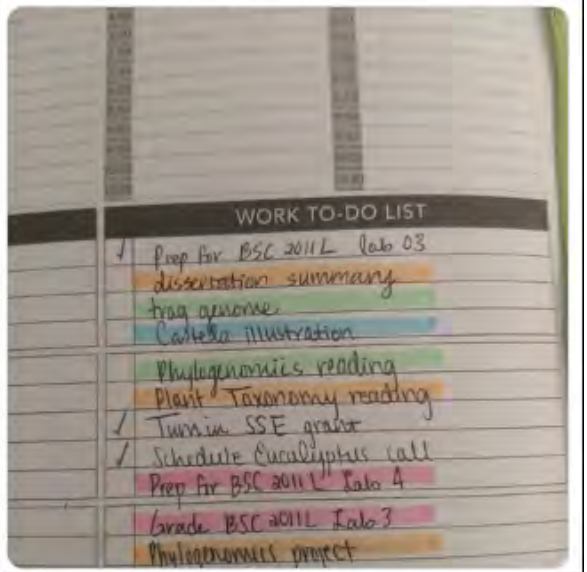 WORK TO-DO LIST
Prep for BSC 2011L lab 03
dissertation summary
frag genome
illustration
Phylogenomics reading
Plant Taxonomy reading
Turn in SSE grant
Schedule Eucalyptus call
Prep for BSC 2011L Lab 4
Grade BSC 2011L Lab 3
Phylogenomics project